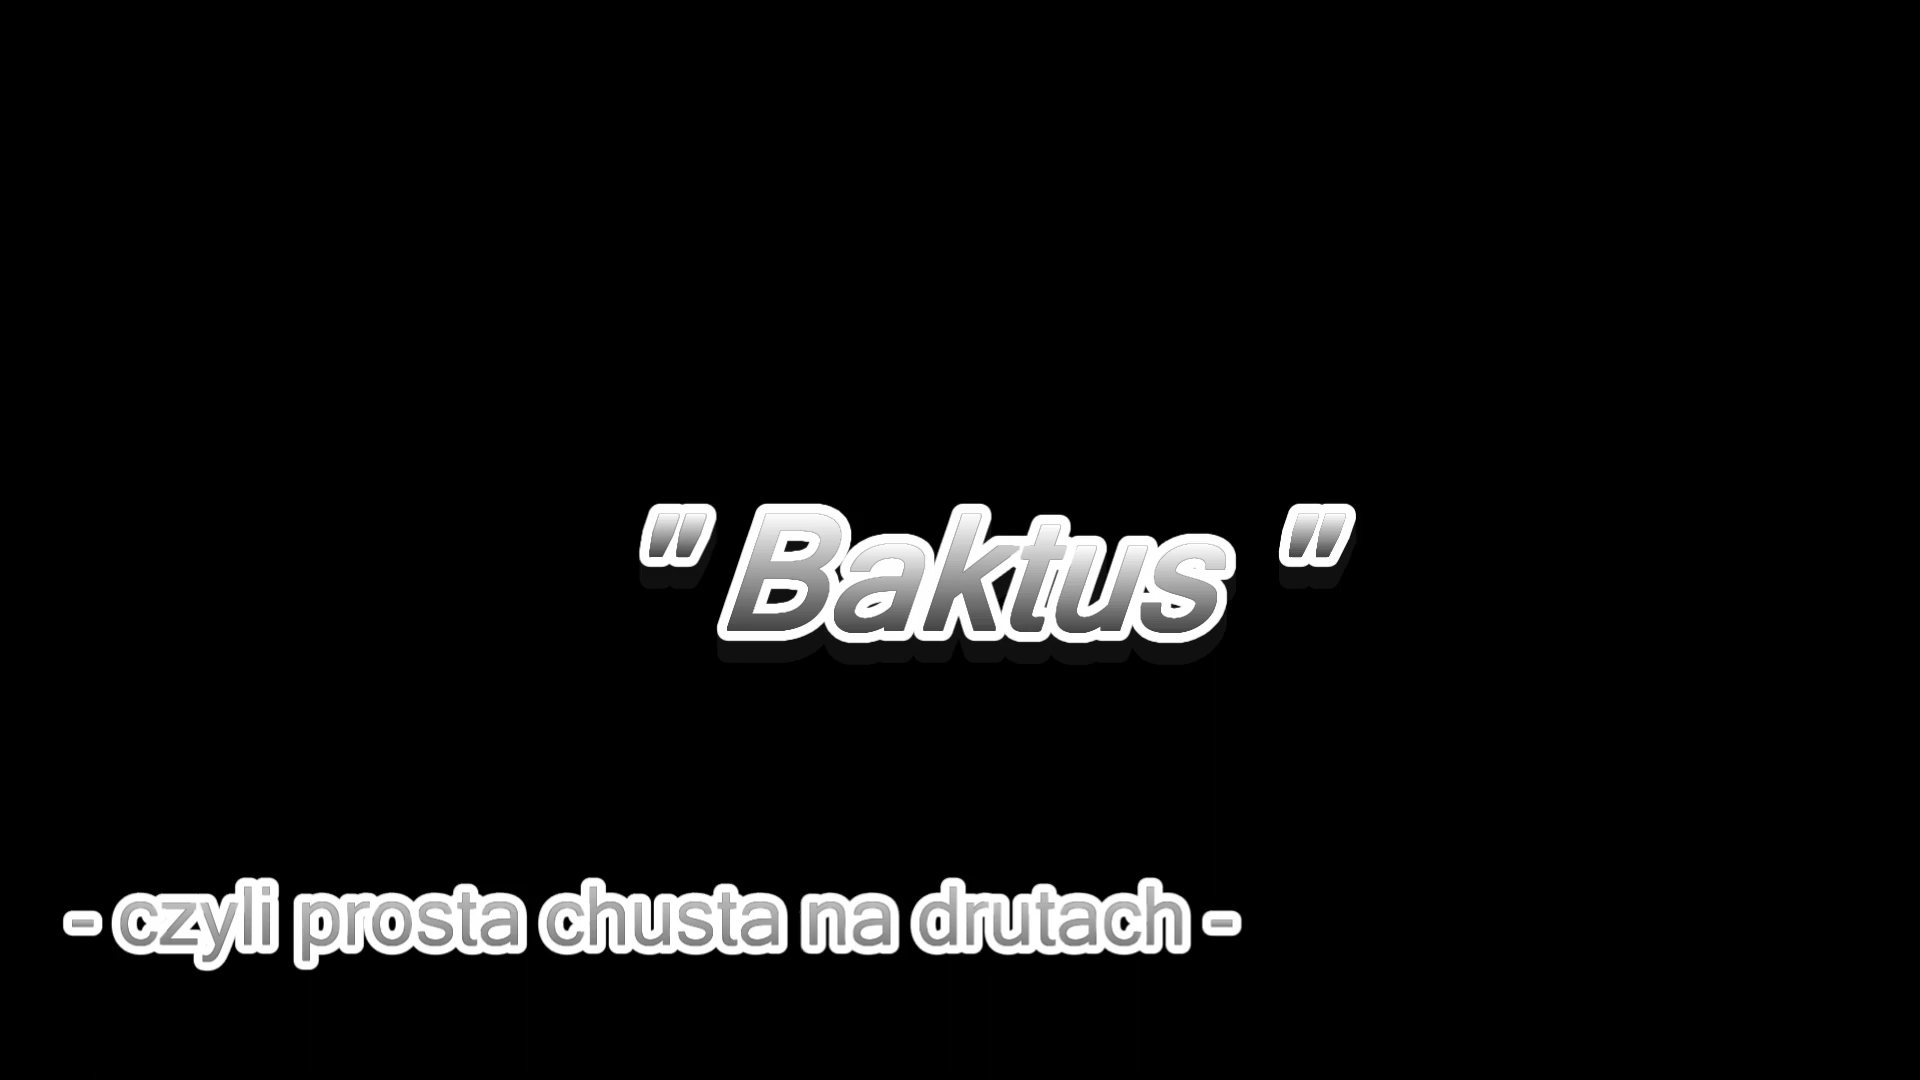 " Baktus "
- czyli prosta chusta na drutach -